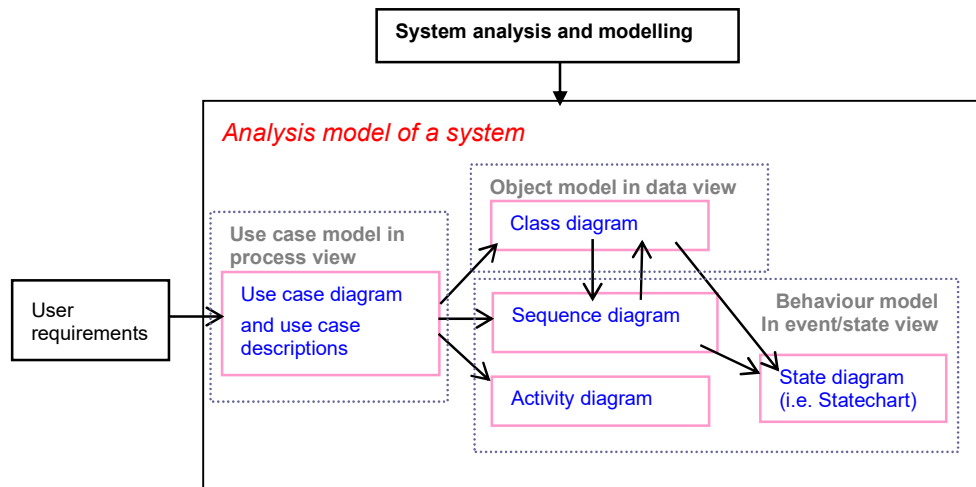 System analysis and modelling
Analysis model of a system
Object model in data view
Class diagram
Use case model in
process view
Use case diagram
and use case
descriptions
User
requirements
Sequence diagram
Behaviour model
In event/state view
Activity diagram
State diagram
(i.e. Statechart)